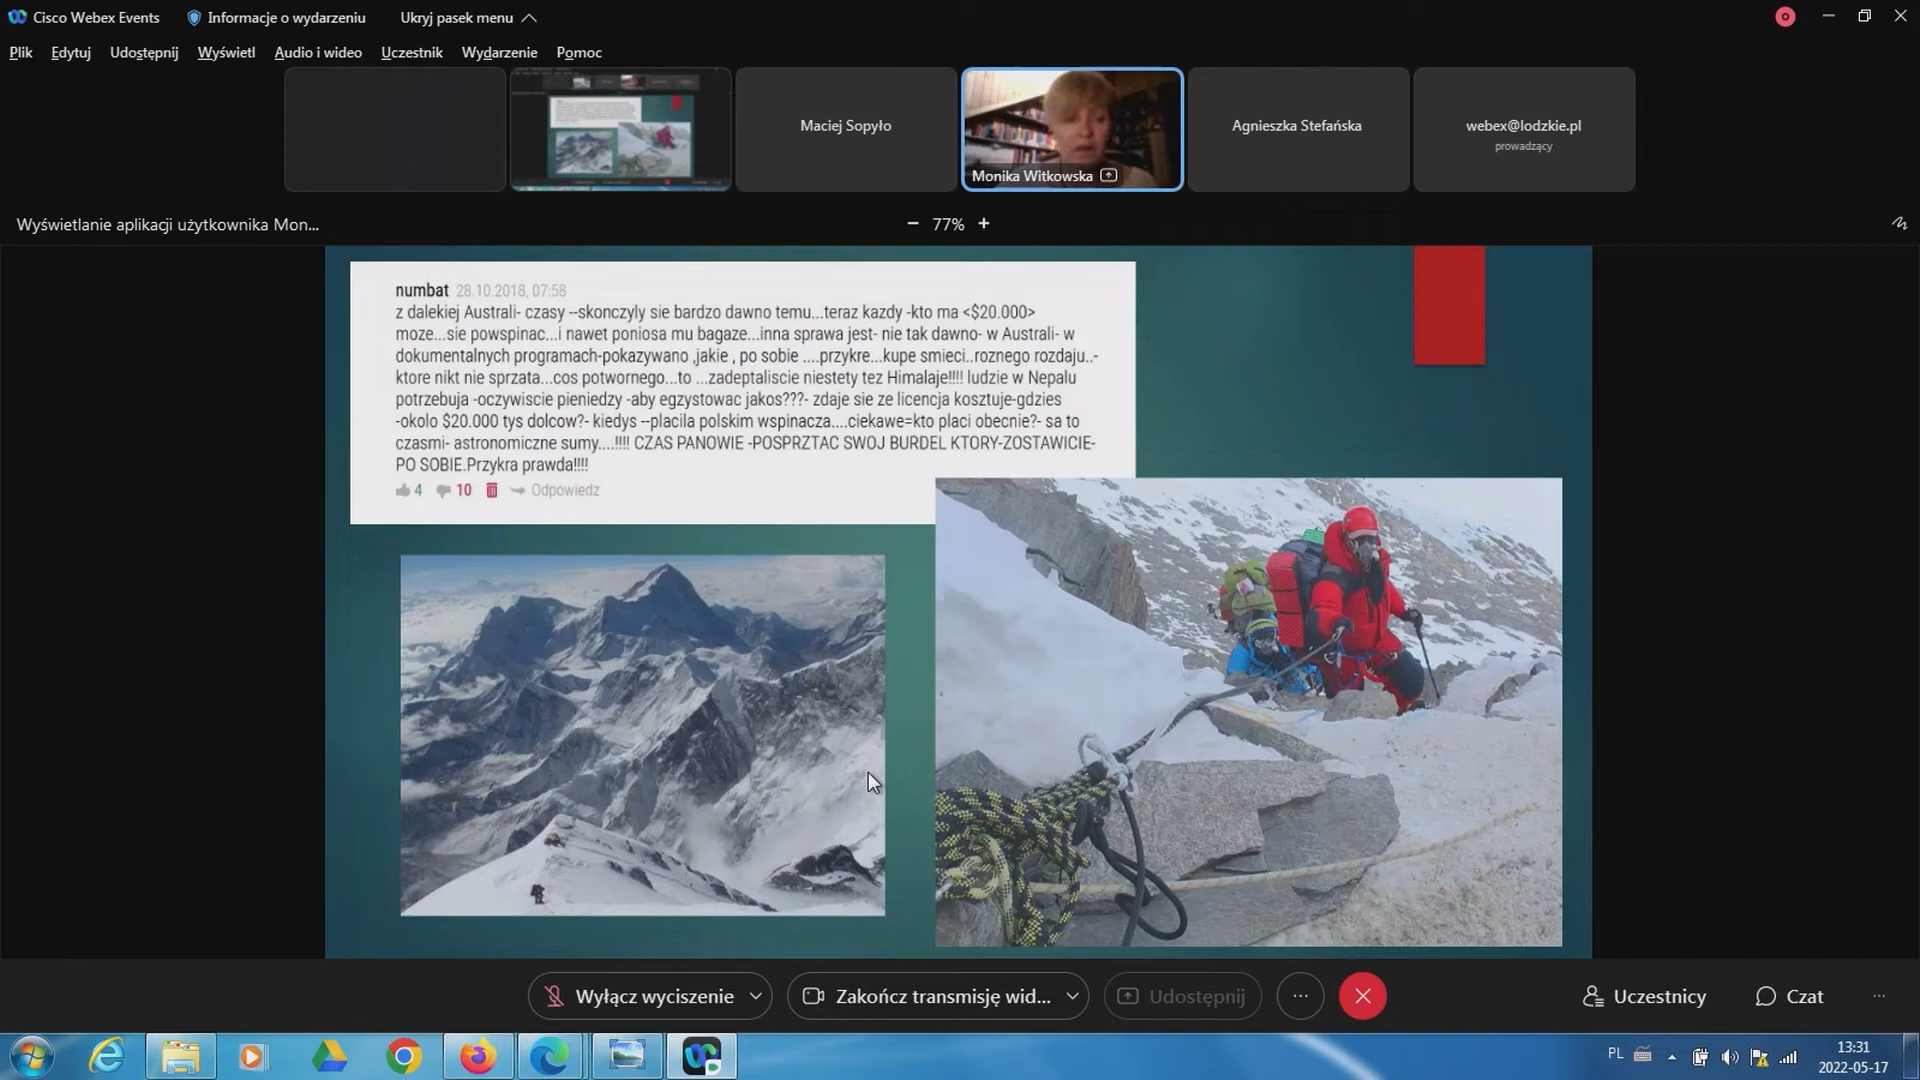 Cisco Webex Events
Informacje o wydarzeniu
Ukryj pasek menu
Plik Edytuj Udostępnij Wyświetl Audio i wideo Uczestnik Wydarzenie Pomoc
Maciej Sopyło
Monika Witkowska
Agnieszka Stefańska
webex@lodzkie.pl
prowadzący
Wyświetlanie aplikacji użytkownika Mon...
77%
numbat 28.10.2018, 07:58
z dalekiej Australi- czasy --skonczyly sie bardzo dawno temu...teraz kazdy -kto ma <$20.000>
moze...sie powspinac...i nawet poniosa mu bagaze...inna sprawa jest- nie tak dawno- w Australi- w
dokumentalnych programach-pokazywano ,jakie , po sobie ....przykre...kupe smieci..roznego rozdaju..-
ktore nikt nie sprzata...cos potwornego...to ...zadeptaliscie niestety tez Himalaje!!!! ludzie w Nepalu
potrzebuja -oczywiscie pieniedzy -aby egzystowac jakos???- zdaje sie ze licencja kosztuje-gdzies
-okolo $20.000 tys dolcow?- kiedys --placila polskim wspinacza....ciekawe=kto placi obecnie?- sa to
czasmi- astronomiczne sumy....!!!! CZAS PANOWIE -POSPRZTAC SWOJ BURDEL KTORY-ZOSTAWICIE-
PO SOBIE.Przykra prawda!!!!
4 10 Odpowiedz
Wyłącz wyciszenie
Zakończ transmisję wid...
Udostępnij
Uczestnicy
Czat
PL
13:31
2022-05-17